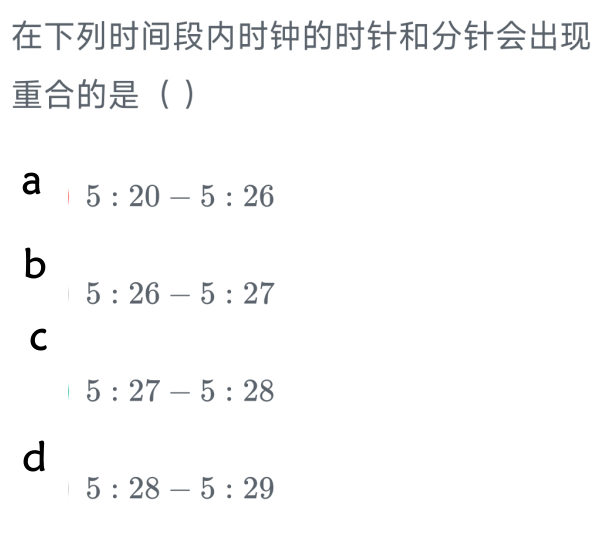 在下列时间段内时钟的时针和分针会出现
重合的是（ ）
a 5 : 20 − 5 : 26
b 5 : 26 − 5 : 27
c 5 : 27 − 5 : 28
d 5 : 28 − 5 : 29